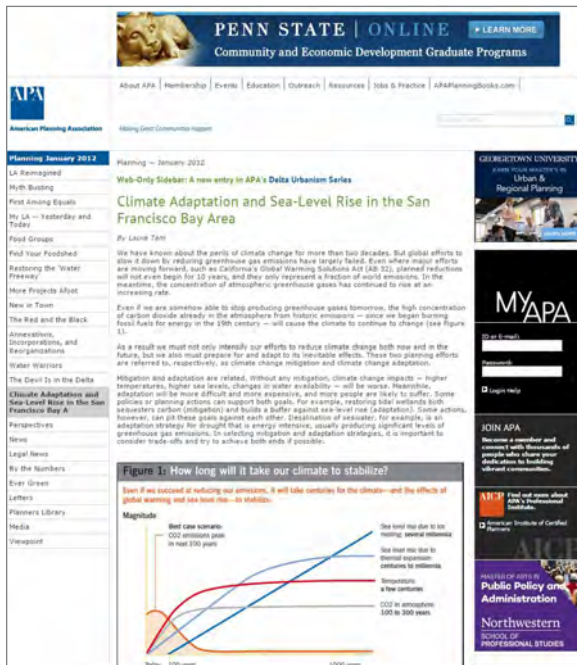 PENN STATE | ONLINE
LEARN MORE
Community and Economic Development Graduate Programs
About APA | Membership | Events | Education | Outreach | Resources | Jobs & Practice | APAPlanningBooks.com
APA
American Planning Association
Making Great Communities Happen
Planning January 2012
LA Reimagined
Myth Busting
First Among Equals
My LA — Yesterday and
Today
Food Groups
Find Your Foodshed
Restoring the 'Water
Freeway'
More Projects Afoot
New in Town
The Red and the Black
Annexations,
Incorporations, and
Reorganizations
Water Warriors
The Devil Is in the Delta
Climate Adaptation and
Sea-Level Rise in the San
Francisco Bay A
Perspectives
News
Legal News
By the Numbers
Ever Green
Letters
Planners Library
Media
Viewpoint
Planning — January 2012
Web-Only Sidebar: A new entry in APA's Delta Urbanism Series
Climate Adaptation and Sea-Level Rise in the San
Francisco Bay Area
By Laura Tam
We have known about the perils of climate change for more than two decades. But global efforts to
slow it down by reducing greenhouse gas emissions have largely failed. Even where major efforts
are moving forward, such as California's Global Warming Solutions Act (AB 32), planned reductions
will not even begin for 10 years, and they only represent a fraction of world emissions. In the
meantime, the concentration of atmospheric greenhouse gases has continued to rise at an
increasing rate.
Even if we are somehow able to stop producing greenhouse gases tomorrow, the high concentration
of carbon dioxide already in the atmosphere from historic emissions — since we began burning
fossil fuels for energy in the 19th century — will cause the climate to continue to change (see Figure
1).
As a result we must not only intensify our efforts to reduce climate change both now and in the
future, but we also must prepare for and adapt to its inevitable effects. These two planning efforts
are referred to, respectively, as climate change mitigation and climate change adaptation.
Mitigation and adaptation are related. Without any mitigation, climate change impacts — higher
temperatures, higher sea levels, changes in water availability — will be worse. Meanwhile,
adaptation will be more difficult and more expensive, and more people are likely to suffer. Some
policies or planning actions can support both goals. For example, restoring tidal wetlands both
sequesters carbon (mitigation) and builds a buffer against sea-level rise (adaptation). Some actions,
however, can pit these goals against each other. Desalination of seawater, for example, is an
adaptation strategy for drought that is energy intensive, usually producing significant levels of
greenhouse gas emissions. In selecting mitigation and adaptation strategies, it is important to
consider trade-offs and try to achieve both ends if possible.
Figure 1: How long will it take our climate to stabilize?
Even if we succeed at reducing our emissions, it will take centuries for the climate—and the effects of
global warming and sea level rise—to stabilize.
Magnitude
Best case scenario:
CO2 emissions peak
in next 100 years
Sea level rise due to ice
melting: several millennia
Sea level rise due to
thermal expansion:
centuries to millennia
Temperature:
a few centuries
CO2 in atmosphere:
100 to 300 years
Today
100 years
1000 years
GEORGETOWN UNIVERSITY
EARN YOUR MASTER'S IN
Urban &
Regional Planning
LEARN MORE
MyAPA
ID or E-mail:
Password:
Login Help
JOIN APA
Become a member and
connect with thousands of
people who share your
dedication to building
vibrant communities.
AICP
Find out more about
APA's Professional
Institute.
American Institute of Certified
Planners
AICP
MASTER OF ARTS IN
Public Policy and
Administration
Northwestern
SCHOOL OF
PROFESSIONAL STUDIES